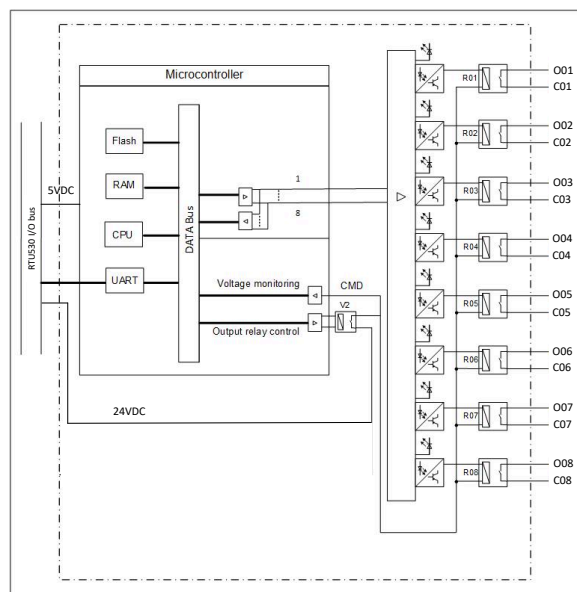 Microcontroller
Flash
RAM
CPU
UART
DATA Bus
RTU530 I/O bus
5VDC
24VDC
1
8
Voltage monitoring
CMD
V2
Output relay control
R01
O01
C01
R02
O02
C02
R03
O03
C03
R04
O04
C04
R05
O05
C05
R06
O06
C06
R07
O07
C07
R08
O08
C08